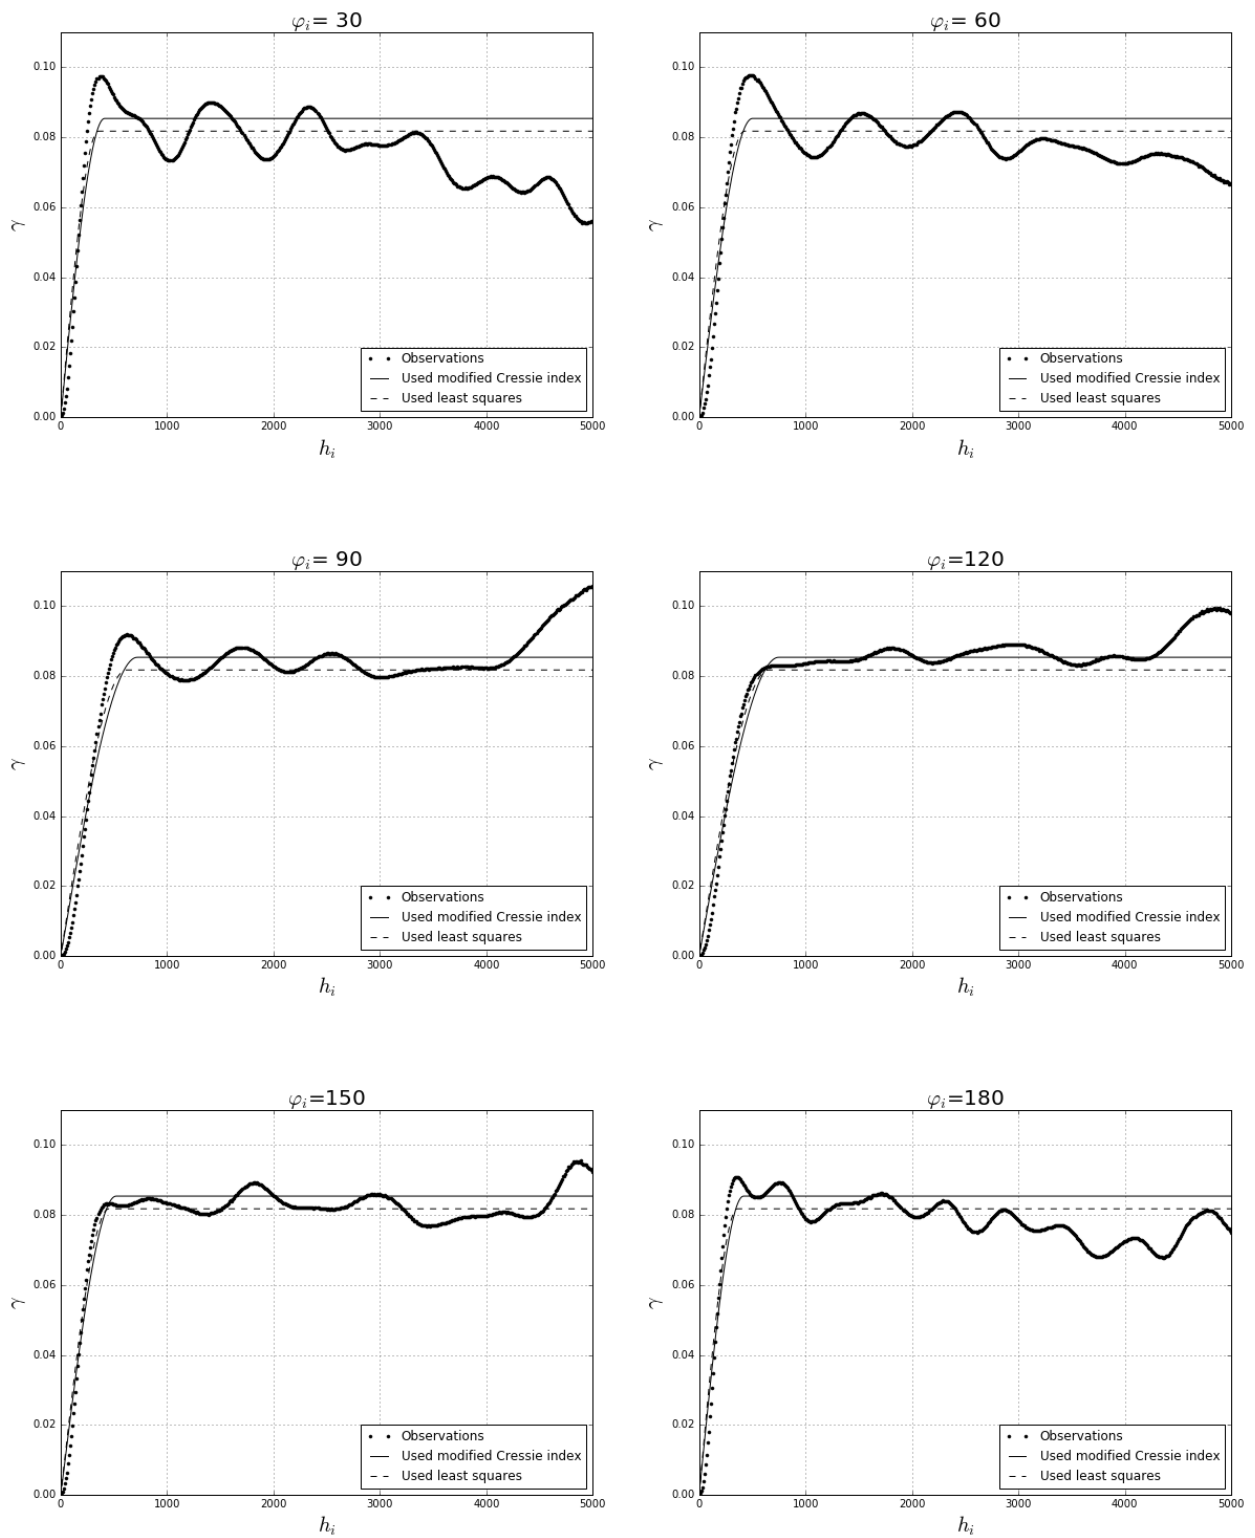 φi= 30
0.10
0.08
0.06
γ
0.04
0.02
0.00
Observations
Used modified Cressie index
Used least squares
0 1000 2000 3000 4000 5000
hi
φi= 60
0.10
0.08
0.06
γ
0.04
0.02
0.00
Observations
Used modified Cressie index
Used least squares
0 1000 2000 3000 4000 5000
hi
φi= 90
0.10
0.08
0.06
γ
0.04
0.02
0.00
Observations
Used modified Cressie index
Used least squares
0 1000 2000 3000 4000 5000
hi
φi=120
0.10
0.08
0.06
γ
0.04
0.02
0.00
Observations
Used modified Cressie index
Used least squares
0 1000 2000 3000 4000 5000
hi
φi=150
0.10
0.08
0.06
γ
0.04
0.02
0.00
Observations
Used modified Cressie index
Used least squares
0 1000 2000 3000 4000 5000
hi
φi=180
0.10
0.08
0.06
γ
0.04
0.02
0.00
Observations
Used modified Cressie index
Used least squares
0 1000 2000 3000 4000 5000
hi